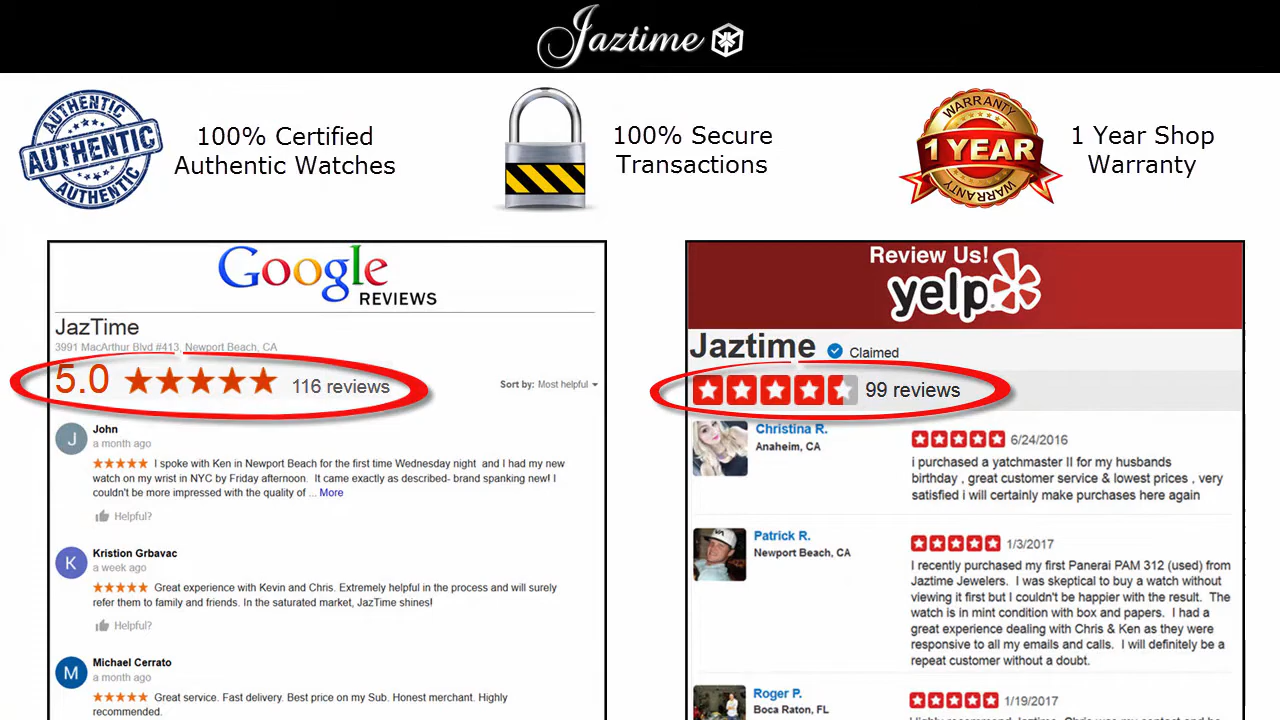 Jaztime
AUTHENTIC
AUTHENTIC
AUTHENTIC
100% Certified
Authentic Watches
100% Secure
Transactions
WARRANTY
1 YEAR
WARRANTY
1 Year Shop
Warranty
Google
REVIEWS
JazTime
3991 MacArthur Blvd #413, Newport Beach, CA
5.0 116 reviews
Sort by: Most helpful
J
John
a month ago
I spoke with Ken in Newport Beach for the first time Wednesday night and I had my new
watch on my wrist in NYC by Friday afternoon. It came exactly as described- brand spanking new! I
couldn't be more impressed with the quality of ... More
Helpful?
K
Kristion Grbavac
a week ago
Great experience with Kevin and Chris. Extremely helpful in the process and will surely
refer them to family and friends. In the saturated market, JazTime shines!
Helpful?
M
Michael Cerrato
a month ago
Great service. Fast delivery. Best price on my Sub. Honest merchant. Highly
recommended.
Review Us!
yelp
Jaztime Claimed
99 reviews
Christina R.
Anaheim, CA
6/24/2016
i purchased a yatchmaster II for my husbands
birthday , great customer service & lowest prices , very
satisfied i will certainly make purchases here again
Patrick R.
Newport Beach, CA
1/3/2017
I recently purchased my first Panerai PAM 312 (used) from
Jaztime Jewelers. I was skeptical to buy a watch without
viewing it first but I couldn't be happier with the result. The
watch is in mint condition with box and papers. I had a
great experience dealing with Chris & Ken as they were
responsive to all my emails and calls. I will definitely be a
repeat customer without a doubt.
Roger P.
Boca Raton, FL
1/19/2017